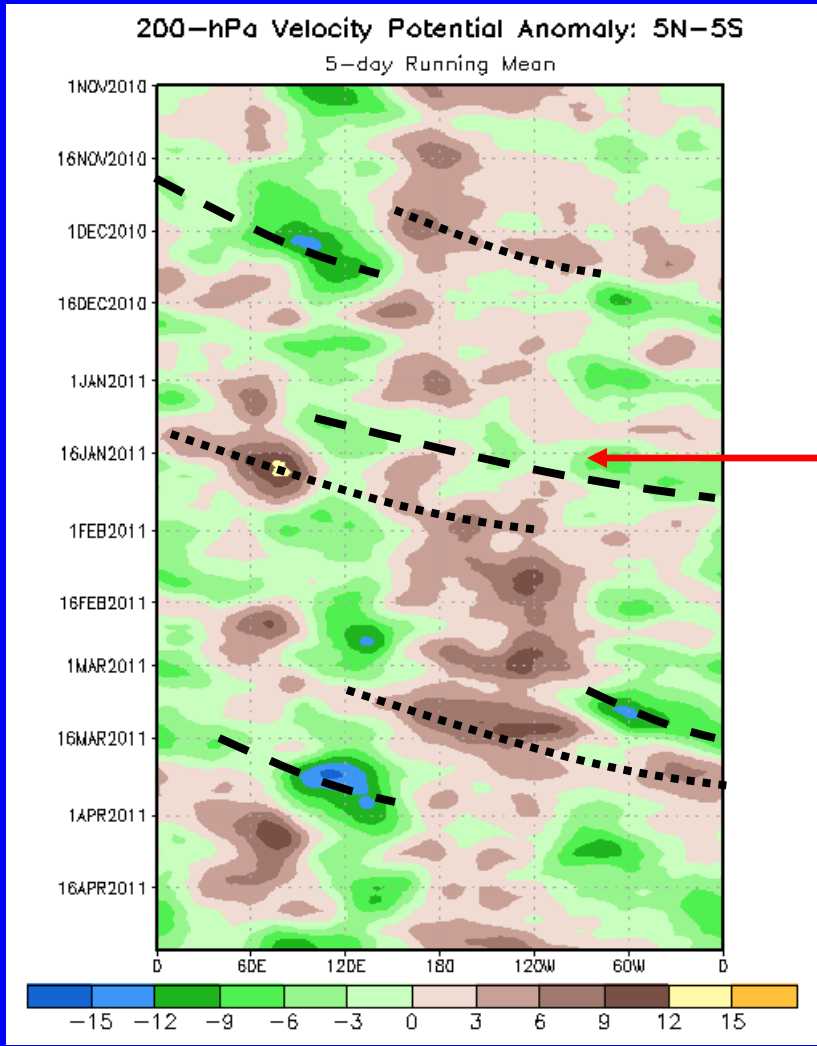 200-hPa Velocity Potential Anomaly: 5N-5S
5-day Running Mean
1NOV2010
16NOV2010
1DEC2010
16DEC2010
1JAN2011
16JAN2011
1FEB2011
16FEB2011
1MAR2011
16MAR2011
1APR2011
16APR2011
0 60E 120E 180 120W 60W 0
-15 -12 -9 -6 -3 0 3 6 9 12 15